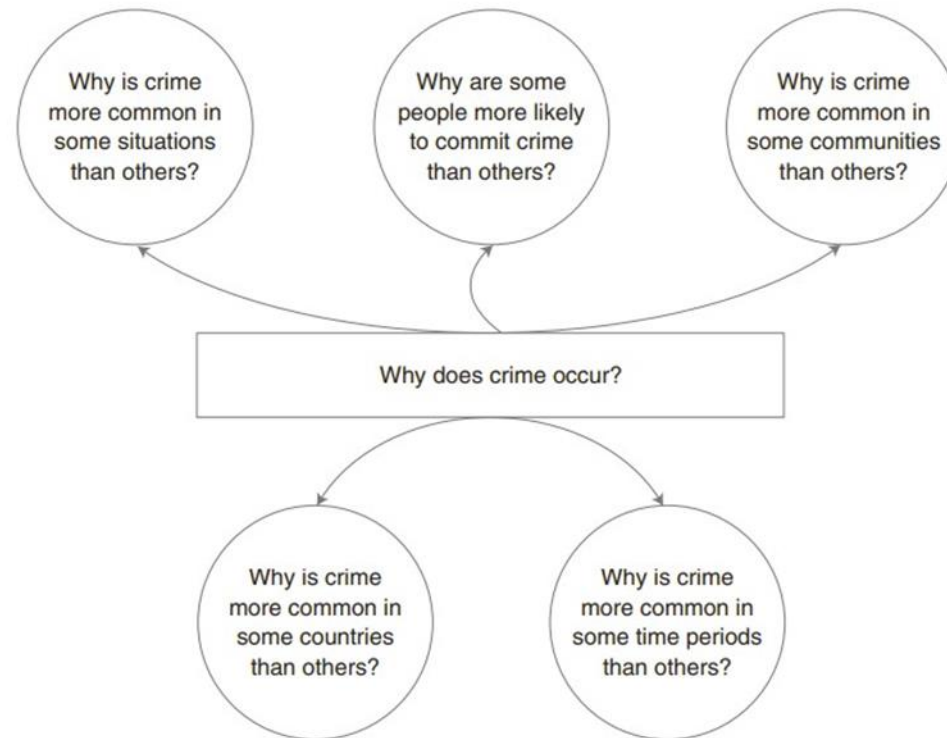 Why is crime
more common in
some situations
than others?
Why are some
people more likely
to commit crime
than others?
Why is crime
more common in
some communities
than others?
Why does crime occur?
Why is crime
more common in
some countries
than others?
Why is crime
more common in
some time periods
than others?